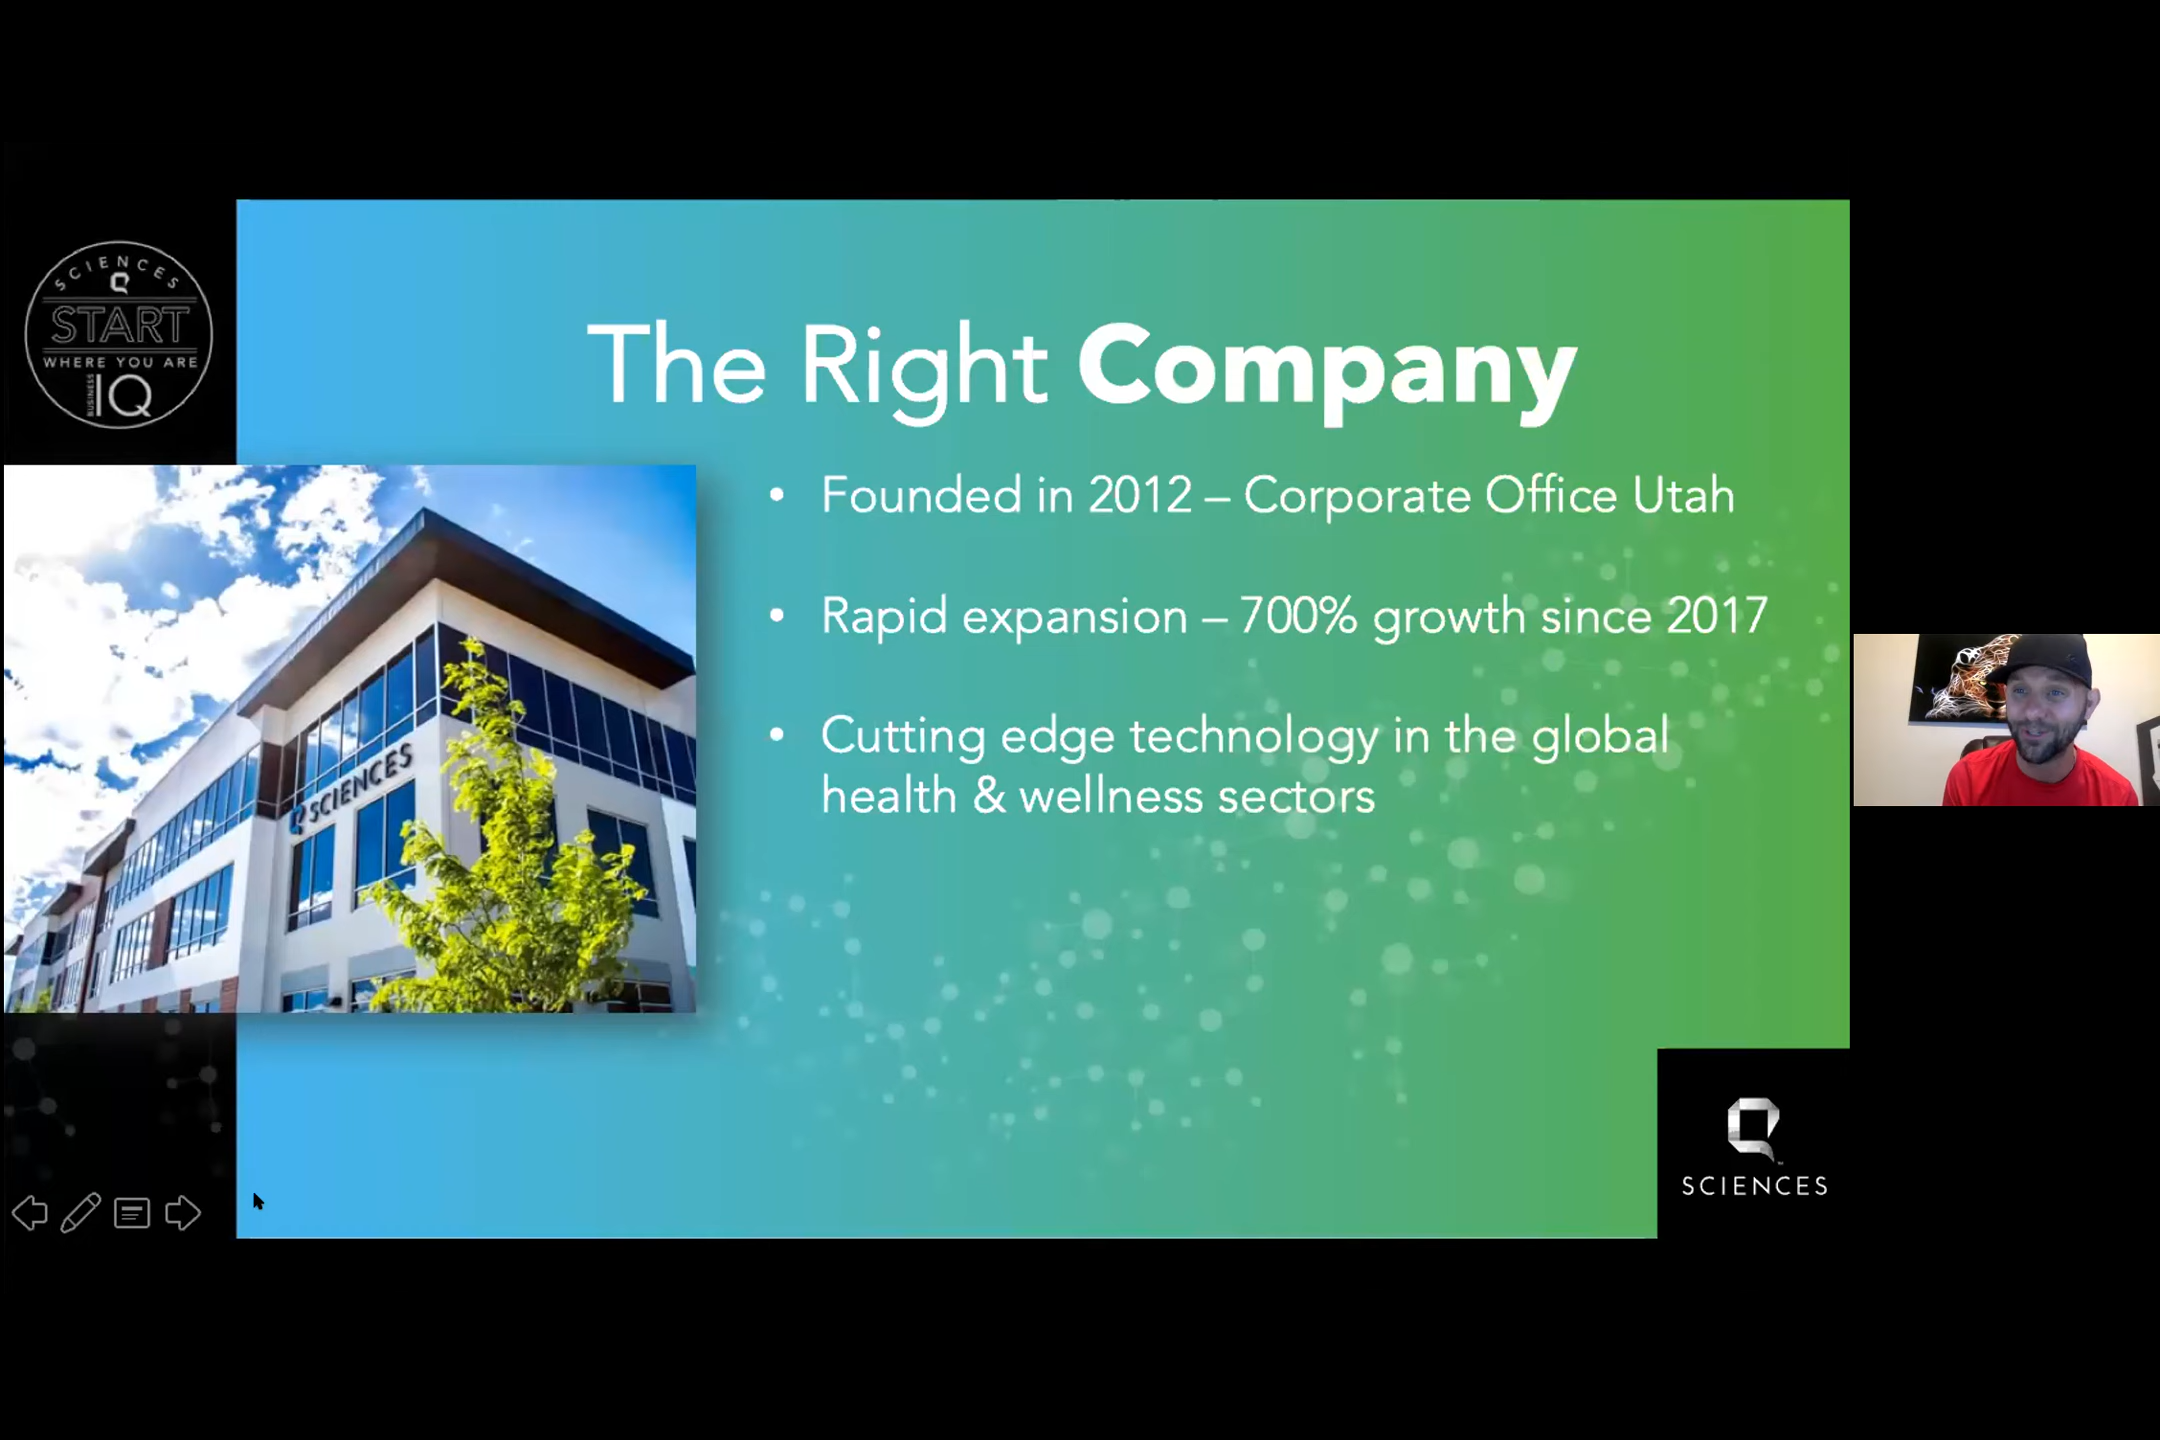 SCIENCES
START
WHERE YOU ARE
BUSINESS IQ
The Right Company
• Founded in 2012 – Corporate Office Utah
• Rapid expansion – 700% growth since 2017
• Cutting edge technology in the global
health & wellness sectors
Q SCIENCES
SCIENCES